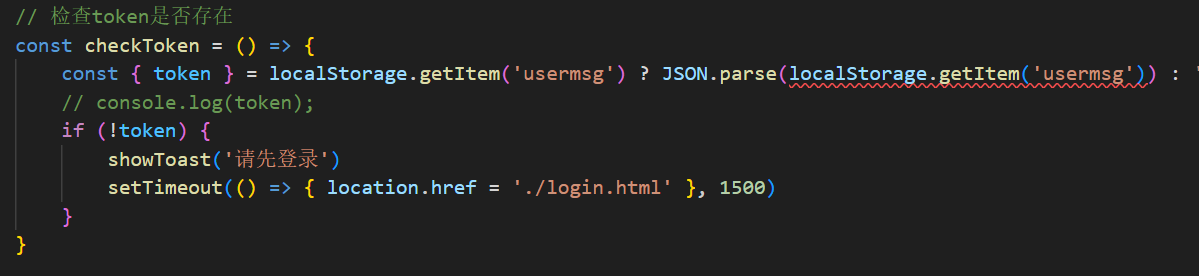 // 检查token是否存在
const checkToken = () => {
const { token } = localStorage.getItem('usermsg') ? JSON.parse(localStorage.getItem('usermsg')) : '
// console.log(token);
if (!token) {
showToast('请先登录')
setTimeout(() => { location.href = './login.html' }, 1500)
}
}